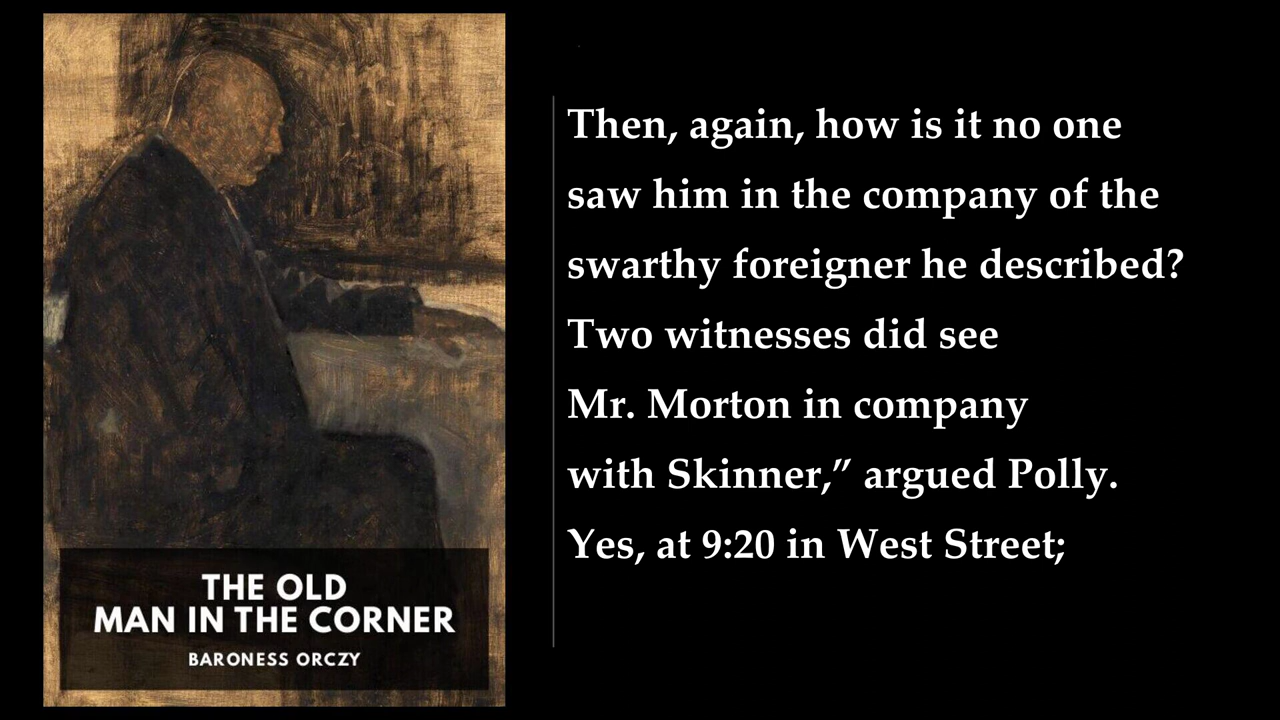 THE OLD
MAN IN THE CORNER
BARONESS ORCZY
Then, again, how is it no one
saw him in the company of the
swarthy foreigner he described?
Two witnesses did see
Mr. Morton in company
with Skinner,” argued Polly.
Yes, at 9:20 in West Street;